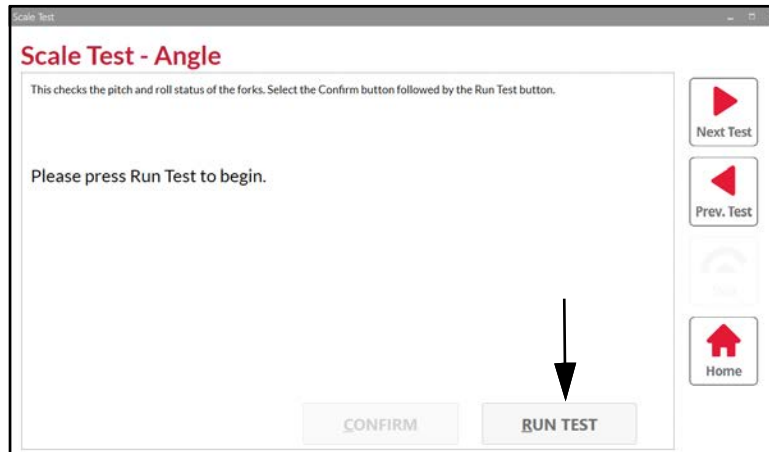 Scale Test
Scale Test - Angle
This checks the pitch and roll status of the forks. Select the Confirm button followed by the Run Test button.
Please press Run Test to begin.
Next Test
Prev. Test
Home
CONFIRM
RUN TEST